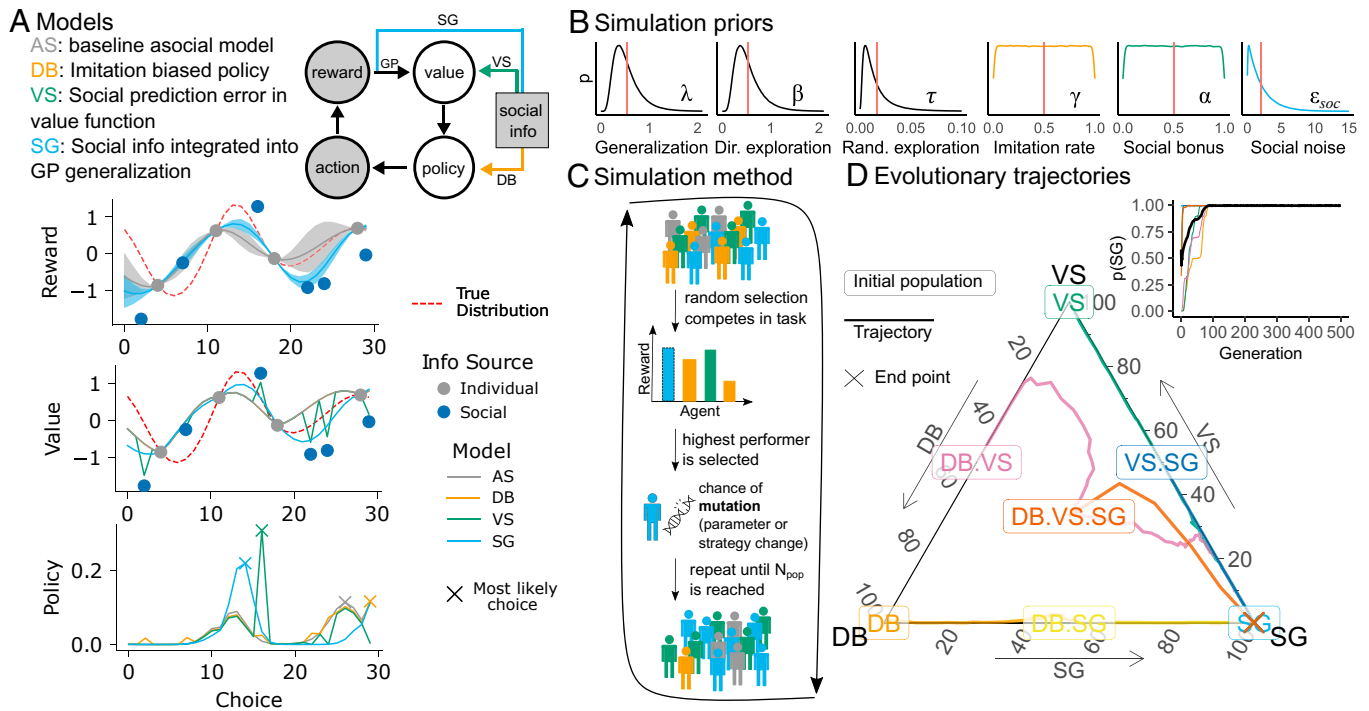 A Models
AS: baseline asocial model
DB: Imitation biased policy
VS: Social prediction error in
value function
SG: Social info integrated into
GP generalization
SG
reward
GP
value
VS
social
info
action
policy
DB
Reward
1
0
−1
0
10
20
30
True
Distribution
Info Source
Individual
Social
Value
1
0
−1
0
10
20
30
Model
AS
DB
VS
SG
Most likely
choice
Policy
0.2
0.0
0
10
20
30
Choice
B Simulation priors
p
λ
0 1 2
Generalization
β
0 1 2
Dir. exploration
τ
0.00 0.05 0.10
Rand. exploration
γ
0.0 0.5 1.0
Imitation rate
α
0.0 0.5 1.0
Social bonus
εsoc
0 5 10 15
Social noise
C Simulation method
random selection
competes in task
Reward
Agent
highest performer
is selected
chance of
mutation
(parameter or
strategy change)
repeat until Npop
is reached
D Evolutionary trajectories
p(SG)
1.00
0.75
0.50
0.25
0.00
0 100 200 300 400 500
Generation
Initial population
Trajectory
End point
VS
VS
100
20
80
40
60
DB
VS
DB.VS
60
VS.SG
40
DB.VS.SG
80
20
100
DB
DB
20
40
DB.SG
60
80
100
SG
SG
SG